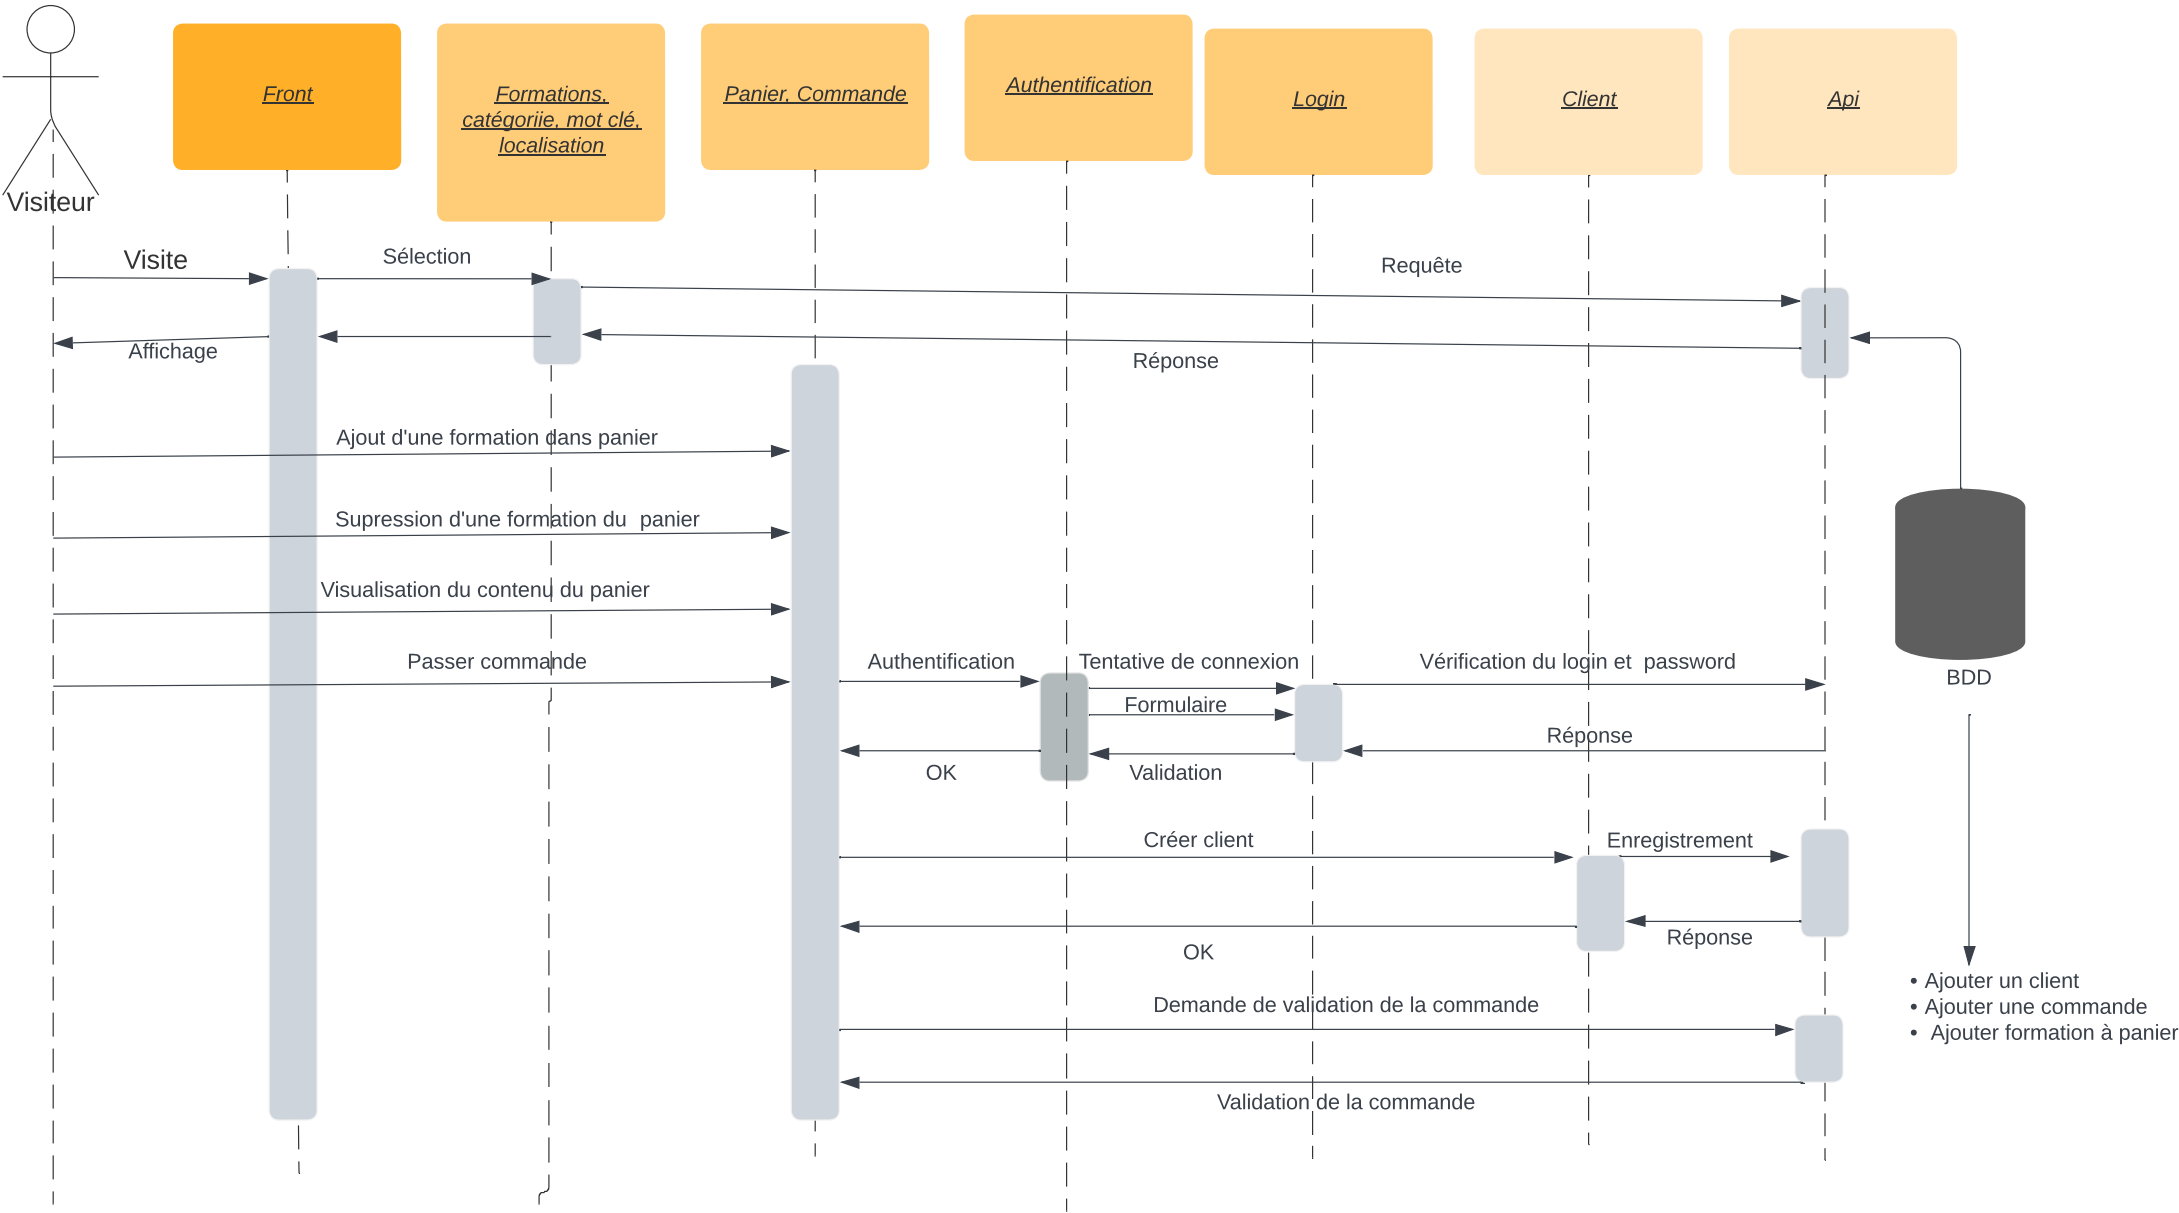 Visiteur
Front
Formations,
catégoriie, mot clé,
localisation
Panier, Commande
Authentification
Login
Client
Api
Visite
Sélection
Requête
Affichage
Réponse
Ajout d'une formation dans panier
Supression d'une formation du  panier
Visualisation du contenu du panier
Passer commande
Authentification
Tentative de connexion
Vérification du login et  password
BDD
Formulaire
Réponse
OK
Validation
Créer client
Enregistrement
Réponse
OK
• Ajouter un client
• Ajouter une commande
•  Ajouter formation à panier
Demande de validation de la commande
Validation de la commande